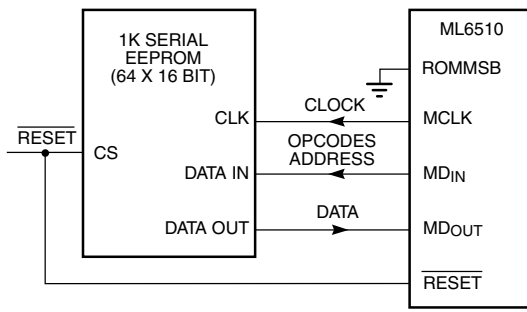 1K SERIAL
EEPROM
(64 X 16 BIT)
ML6510
ROMMSB
CLK
CLOCK
MCLK
RESET
CS
OPCODES
ADDRESS
DATA IN
MDIN
DATA OUT
DATA
MDOUT
RESET